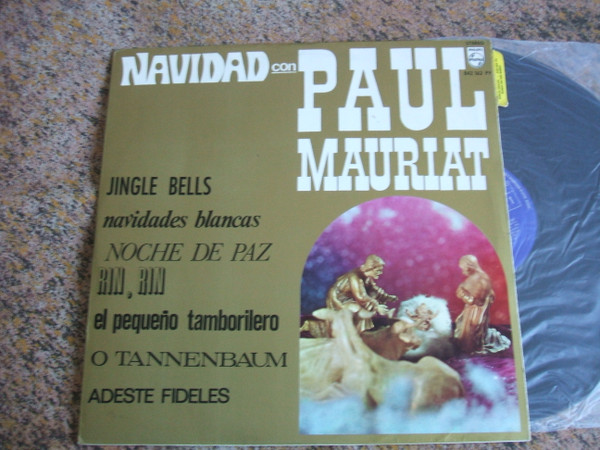 NAVIDAD con
PAUL
MAURIAT
JINGLE BELLS
navidades blancas
NOCHE DE PAZ
RIN, RIN
el pequeño tamborilero
O TANNENBAUM
ADESTE FIDELES